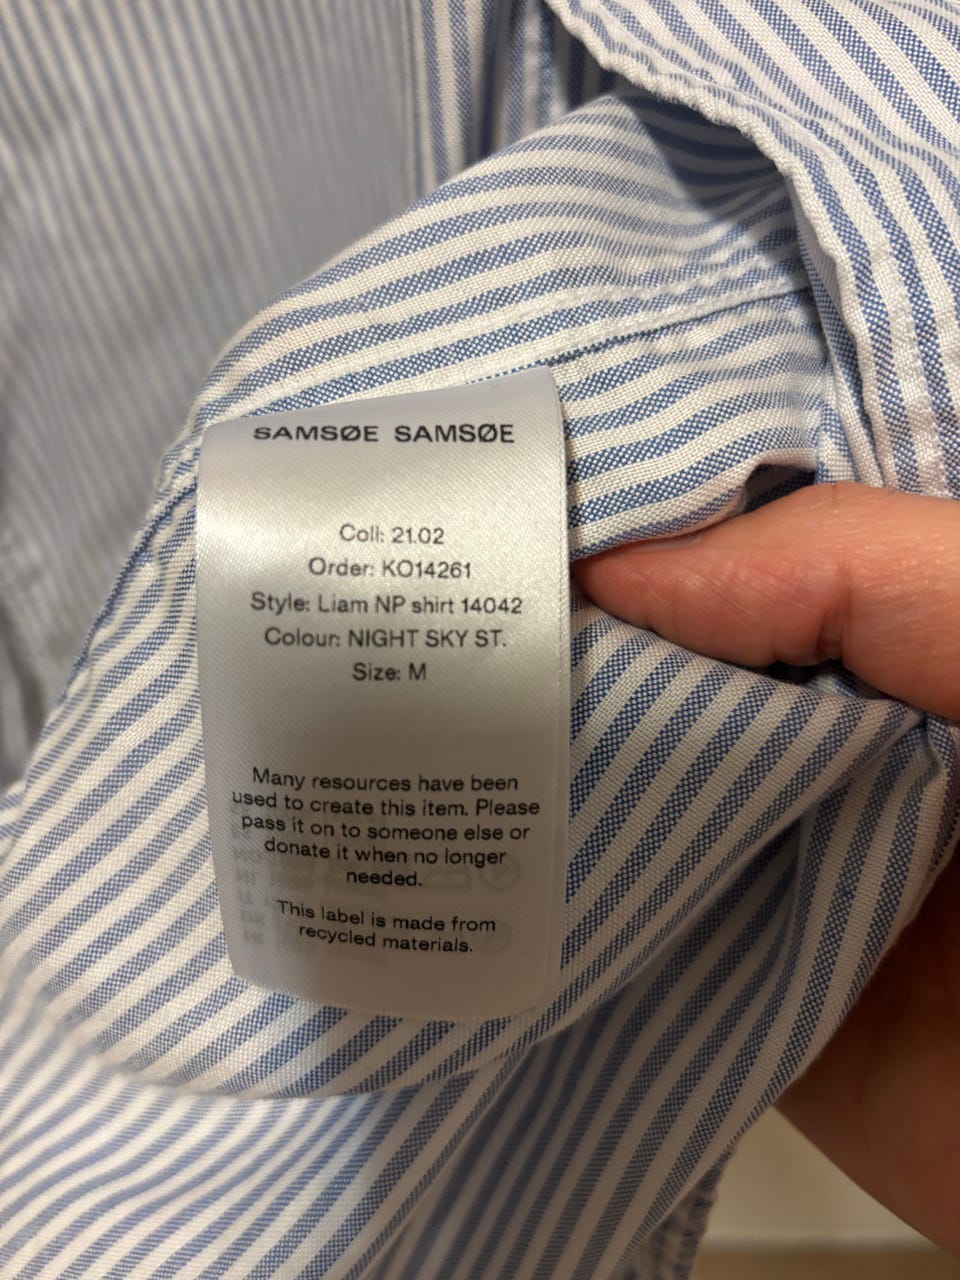 SAMSØE SAMSØE
Coll: 21.02
Order: KO14261
Style: Liam NP shirt 14042
Colour: NIGHT SKY ST.
Size: M
Many resources have been
used to create this item. Please
pass it on to someone else or
donate it when no longer
needed.
This label is made from
recycled materials.